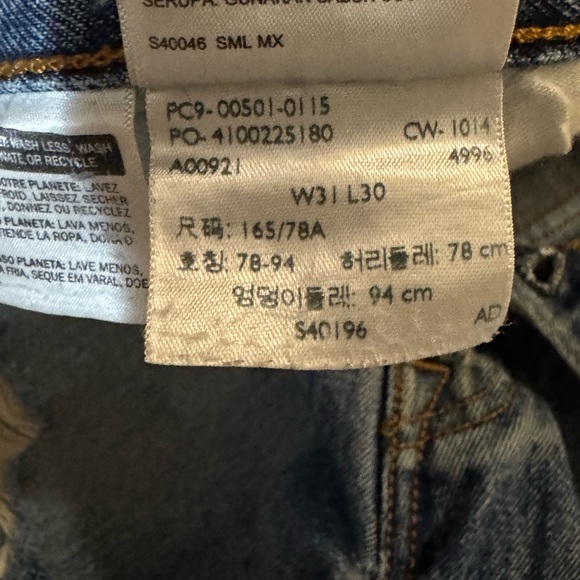 S40046 SML MX
WASH LESS, WASH
OR RECYCLE.
PLANETE: LAVEZ
LAISSEZ SECHER
DONNEZ OU RECYCLEZ
PLANETA: LAVA MENOS,
LA ROPA,
PLANETA: LAVE MENOS,
A FRIA, SEQUE EM VARAL, DOE
PC9-00501-0115
PO-4100225180 CW-1014
A00921 4996
W31 L30
尺码: 165/78A
호칭: 78-94 허리둘레: 78 cm
엉덩이둘레: 94 cm
S40196 AD